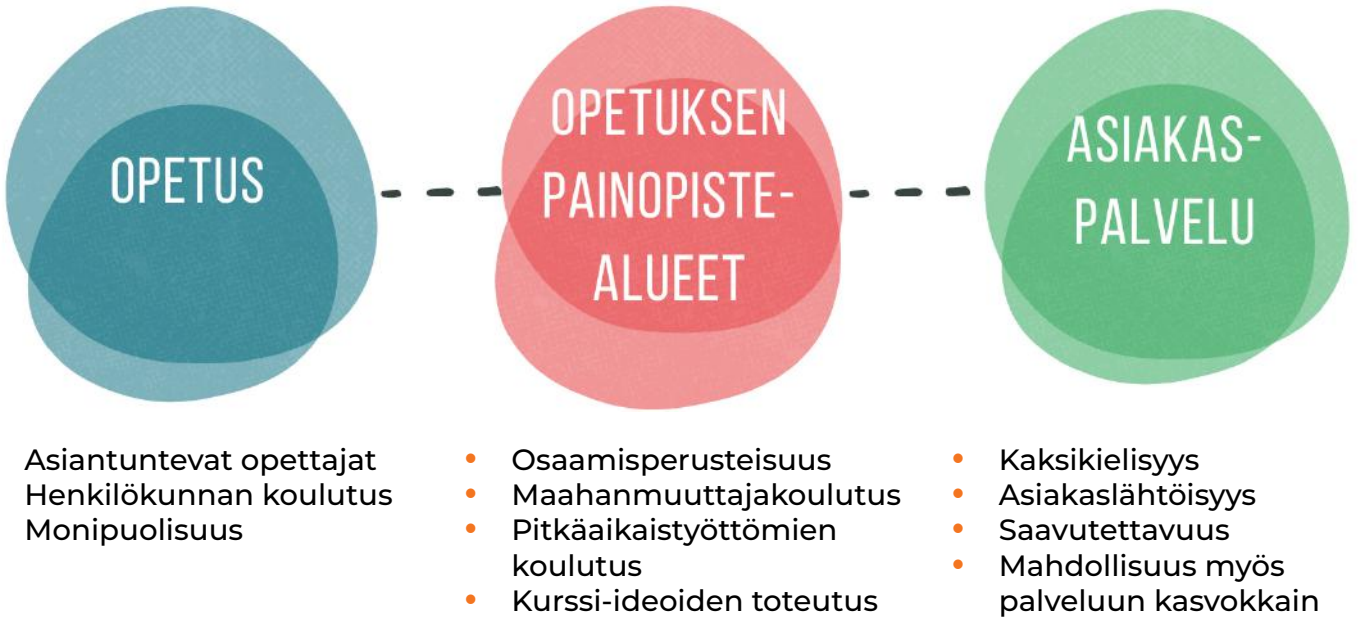 OPETUS
OPETUKSEN
PAINOPISTE-
ALUEET
ASIAKAS-
PALVELU
Asiantuntevat opettajat
Henkilökunnan koulutus
Monipuolisuus
• Osaamisperusteisuus
• Maahanmuuttajakoulutus
• Pitkäaikaistyöttömien
koulutus
• Kurssi-ideoiden toteutus
• Kaksikielisyys
• Asiakaslähtöisyys
• Saavutettavuus
• Mahdollisuus myös
palveluun kasvokkain